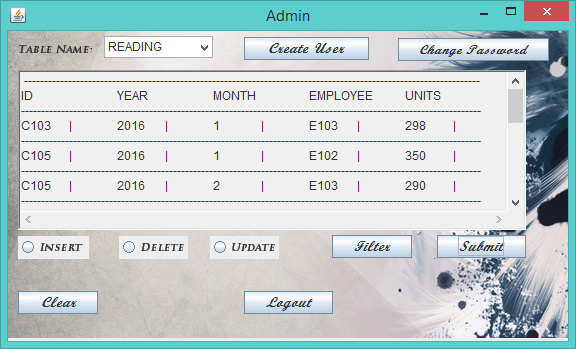 Admin
Table Name: READING Create User Change Password
----------------------------------------------------------------
ID YEAR MONTH EMPLOYEE UNITS
----------------------------------------------------------------
C103 | 2016 | 1 | E103 | 298 |
----------------------------------------------------------------
C105 | 2016 | 1 | E102 | 350 |
----------------------------------------------------------------
C105 | 2016 | 2 | E103 | 290 |
----------------------------------------------------------------
Insert Delete Update Filter Submit
Clear Logout